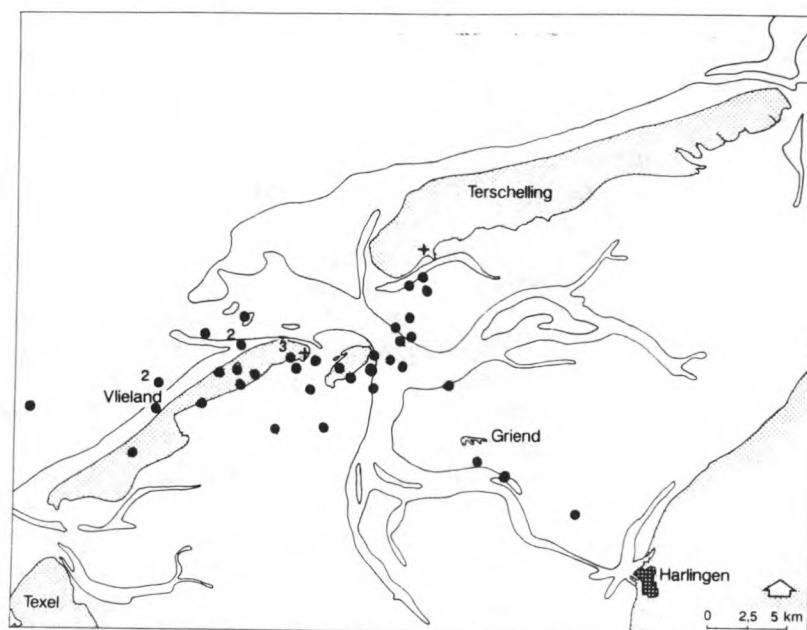 Terschelling
2
3
2
Vlieland
Griend
Harlingen
Texel
0 2,5 5 km